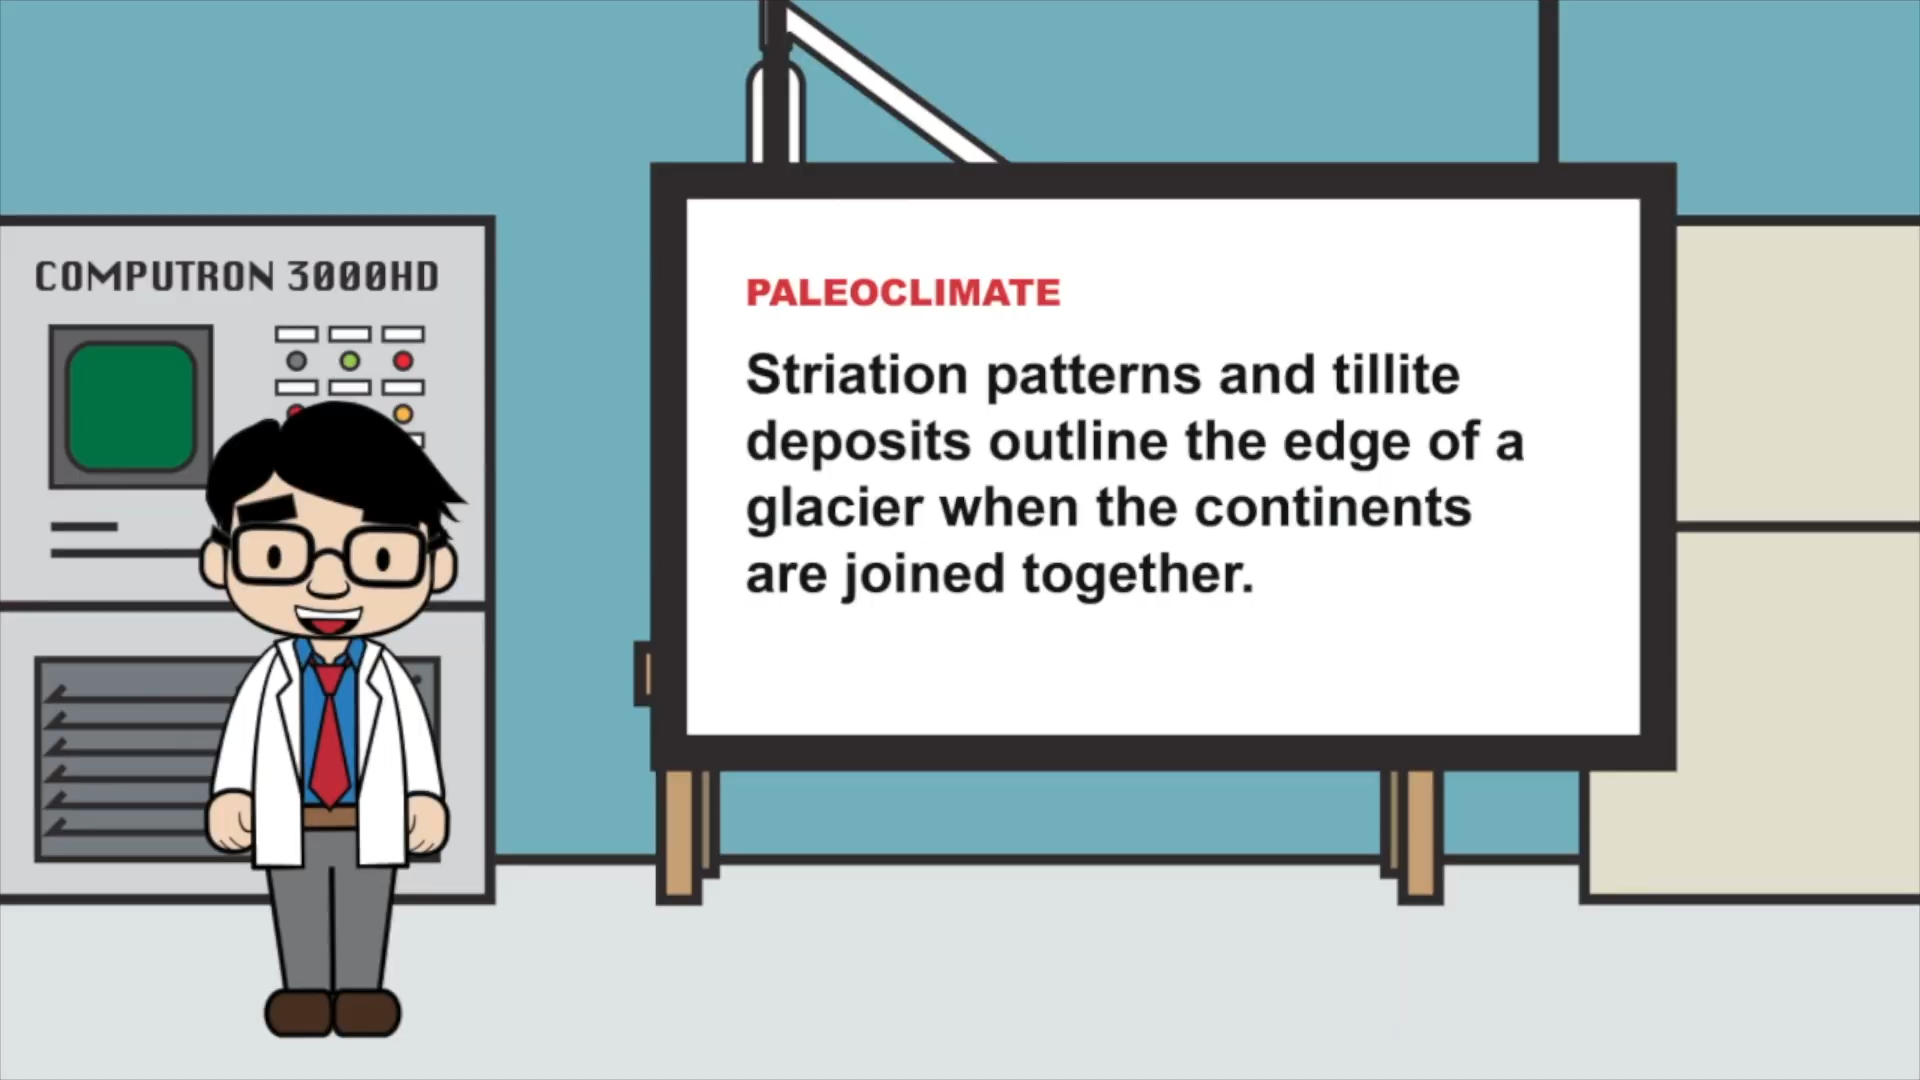 COMPUTRON 3000HD
PALEOCLIMATE
Striation patterns and tillite
deposits outline the edge of a
glacier when the continents
are joined together.